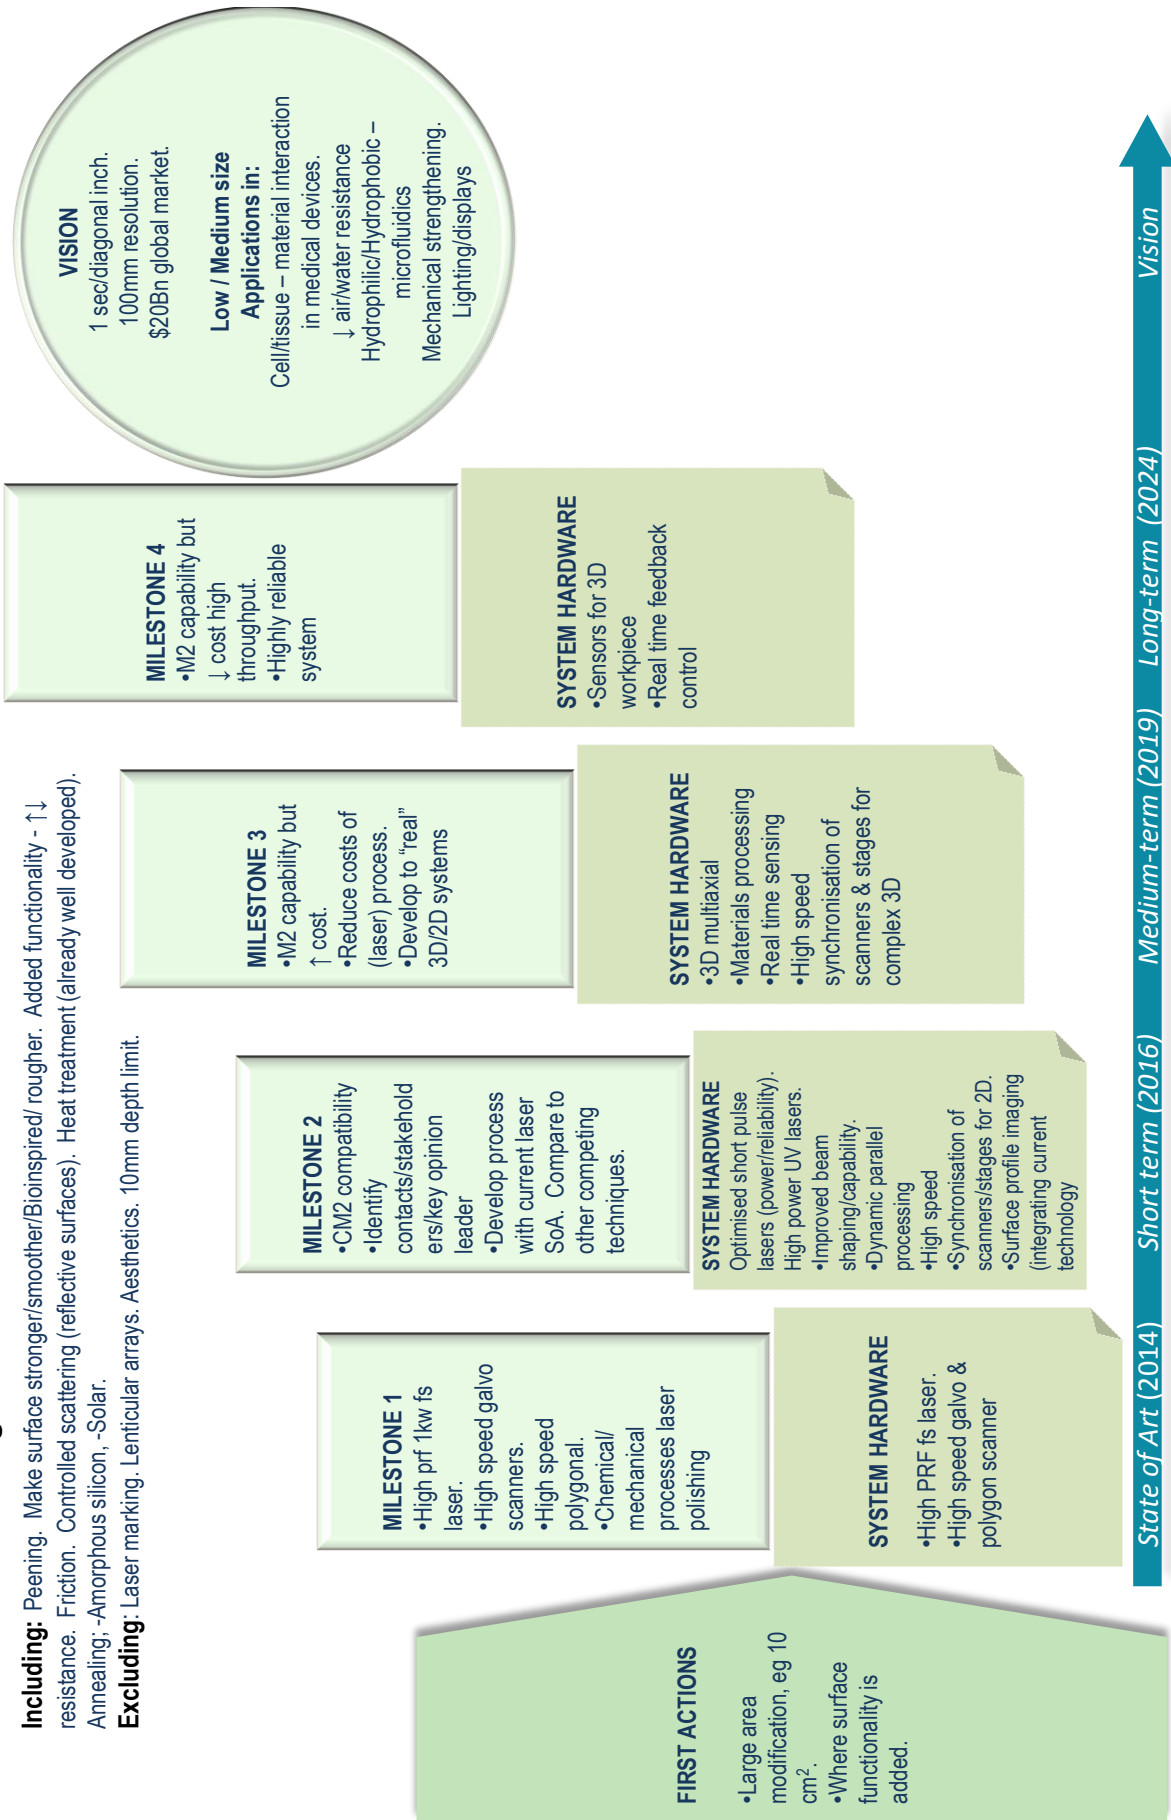 Including: Peening. Make surface stronger/smoother/Bioinspired/ rougher. Added functionality - ↑↓
resistance. Friction. Controlled scattering (reflective surfaces). Heat treatment (already well developed).
Annealing; -Amorphous silicon, -Solar.
Excluding: Laser marking. Lenticular arrays. Aesthetics. 10mm depth limit.
FIRST ACTIONS
•Large area
modification, eg 10
cm².
•Where surface
functionality is
added.
MILESTONE 1
•High prf 1kw fs
laser.
•High speed galvo
scanners.
•High speed
polygonal.
•Chemical/
mechanical
processes laser
polishing
SYSTEM HARDWARE
•High PRF fs laser.
•High speed galvo &
polygon scanner
MILESTONE 2
•CM2 compatibility
•Identify
contacts/stakehold
ers/key opinion
leader
•Develop process
with current laser
SoA. Compare to
other competing
techniques.
SYSTEM HARDWARE
Optimised short pulse
lasers (power/reliability).
High power UV lasers.
•Improved beam
shaping/capability.
•Dynamic parallel
processing
•High speed
•Synchronisation of
scanners/stages for 2D.
•Surface profile imaging
(integrating current
technology
MILESTONE 3
•M2 capability but
↑ cost.
•Reduce costs of
(laser) process.
•Develop to “real”
3D/2D systems
SYSTEM HARDWARE
•3D multiaxial
•Materials processing
•Real time sensing
•High speed
synchronisation of
scanners & stages for
complex 3D
MILESTONE 4
•M2 capability but
↓ cost high
throughput.
•Highly reliable
system
SYSTEM HARDWARE
•Sensors for 3D
workpiece
•Real time feedback
control
VISION
1 sec/diagonal inch.
100mm resolution.
$20Bn global market.
Low / Medium size
Applications in:
Cell/tissue – material interaction
in medical devices.
↓ air/water resistance
Hydrophilic/Hydrophobic –
microfluidics
Mechanical strengthening.
Lighting/displays
State of Art (2014) Short term (2016) Medium-term (2019) Long-term (2024) Vision